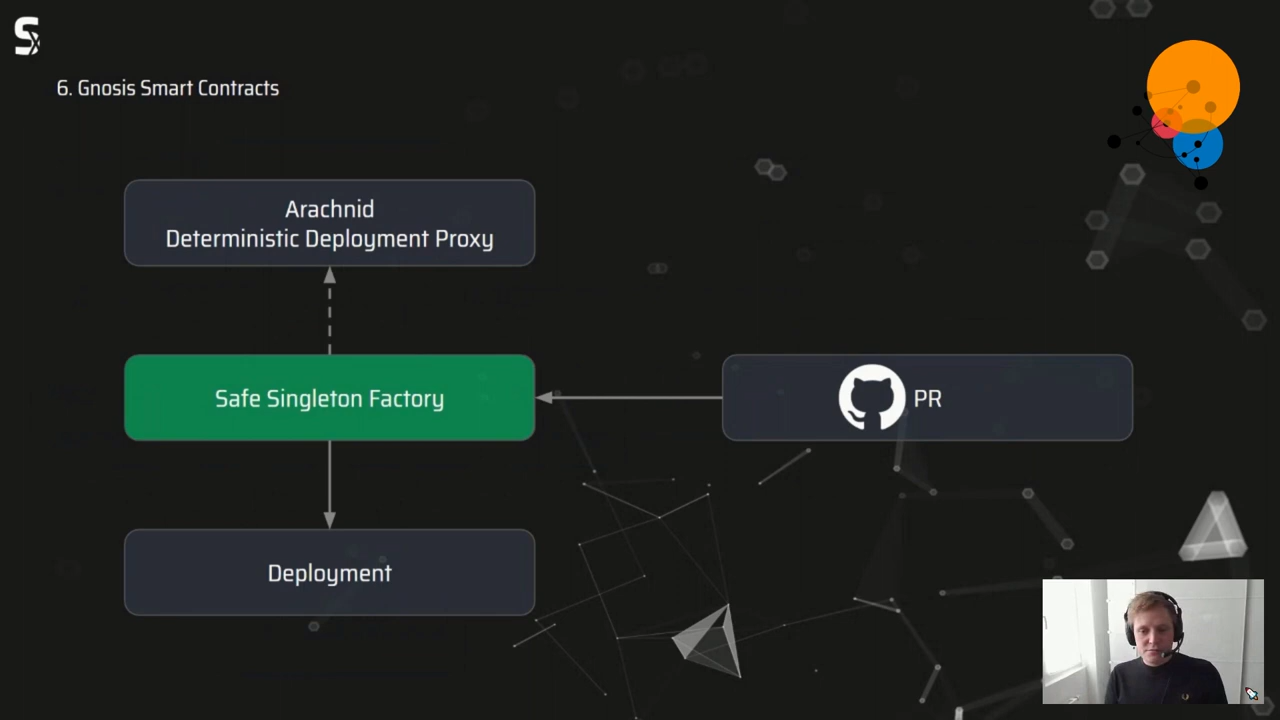 6. Gnosis Smart Contracts
Arachnid
Deterministic Deployment Proxy
Safe Singleton Factory
PR
Deployment